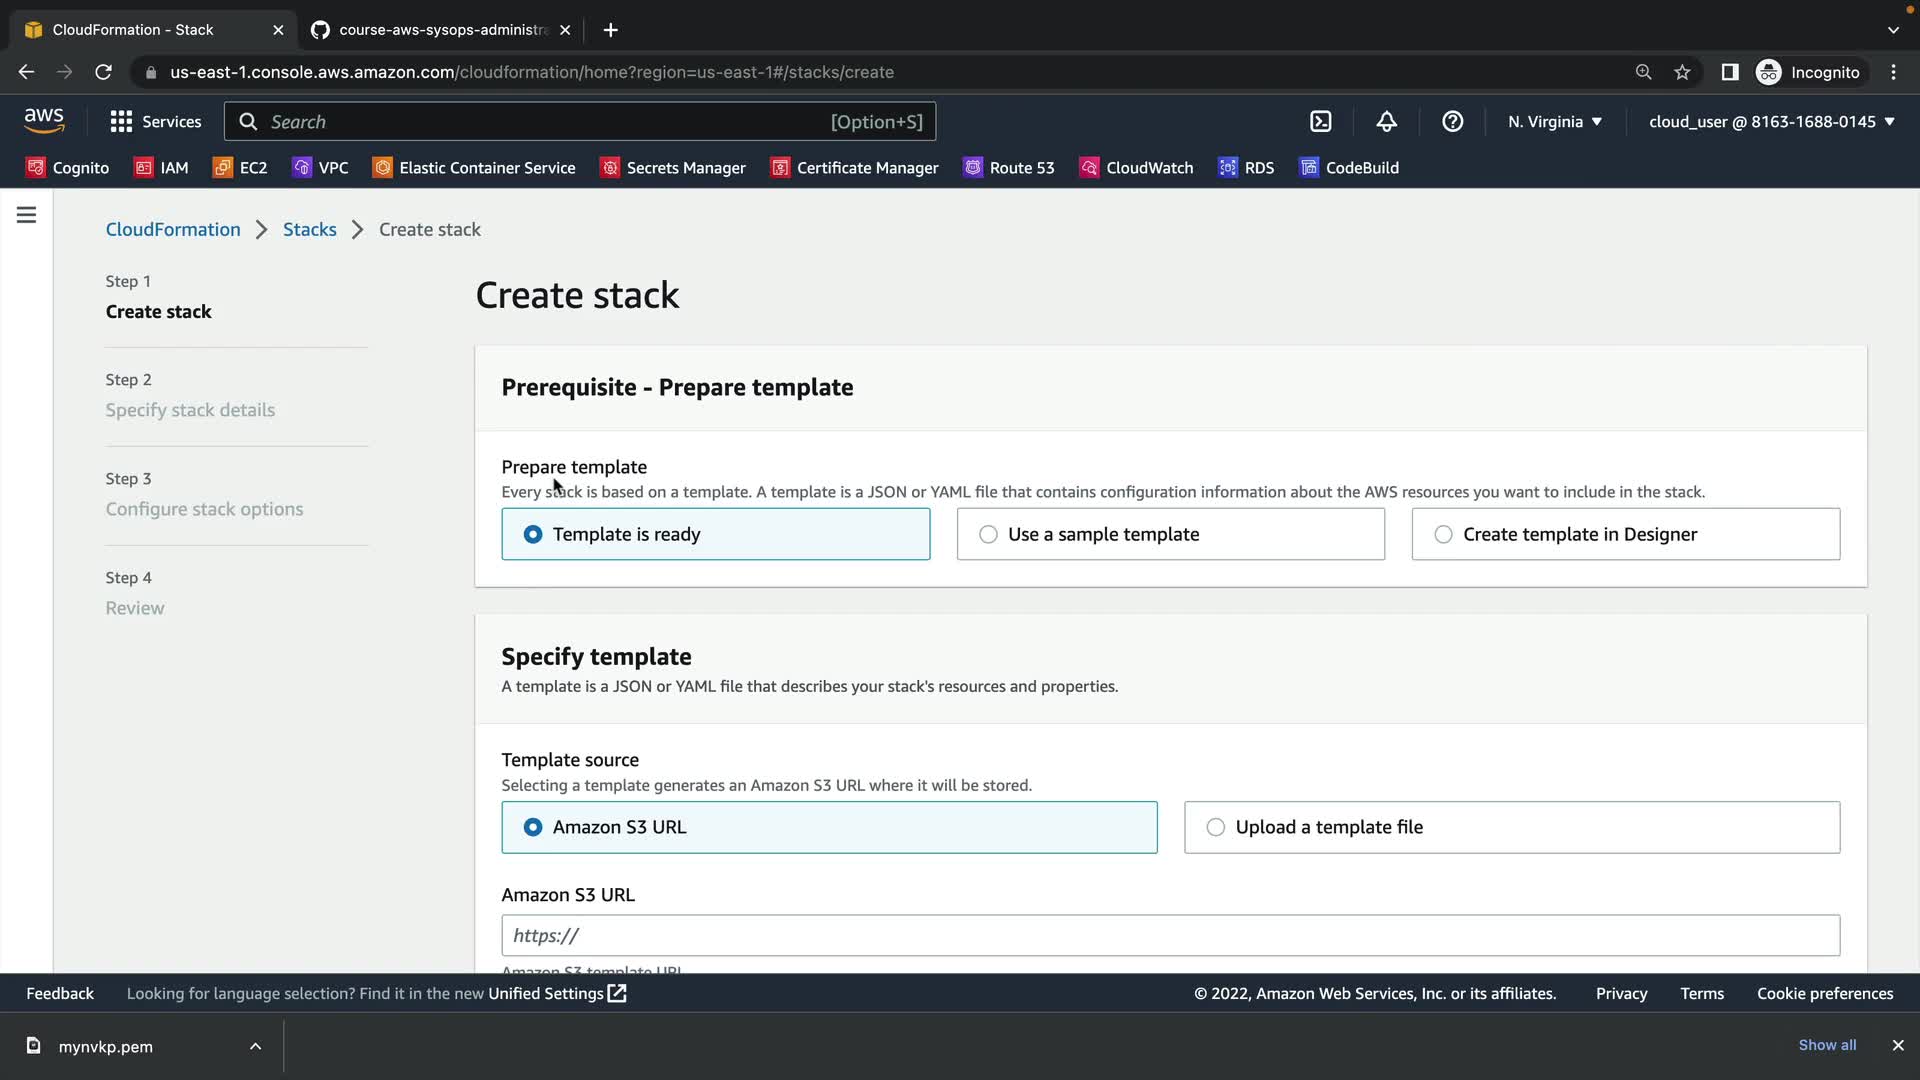 CloudFormation - Stack
course-aws-sysops-administra
us-east-1.console.aws.amazon.com/cloudformation/home?region=us-east-1#/stacks/create
Incognito
aws
Services
Search
[Option+S]
N. Virginia
cloud_user @ 8163-1688-0145
Cognito
IAM
EC2
VPC
Elastic Container Service
Secrets Manager
Certificate Manager
Route 53
CloudWatch
RDS
CodeBuild
CloudFormation
Stacks
Create stack
Step 1
Create stack
Step 2
Specify stack details
Step 3
Configure stack options
Step 4
Review
Create stack
Prerequisite - Prepare template
Prepare template
Every stack is based on a template. A template is a JSON or YAML file that contains configuration information about the AWS resources you want to include in the stack.
Template is ready
Use a sample template
Create template in Designer
Specify template
A template is a JSON or YAML file that describes your stack's resources and properties.
Template source
Selecting a template generates an Amazon S3 URL where it will be stored.
Amazon S3 URL
Upload a template file
Amazon S3 URL
https://
Amazon S3 template URL
Feedback
Looking for language selection? Find it in the new Unified Settings
© 2022, Amazon Web Services, Inc. or its affiliates.
Privacy
Terms
Cookie preferences
mynvkp.pem
Show all